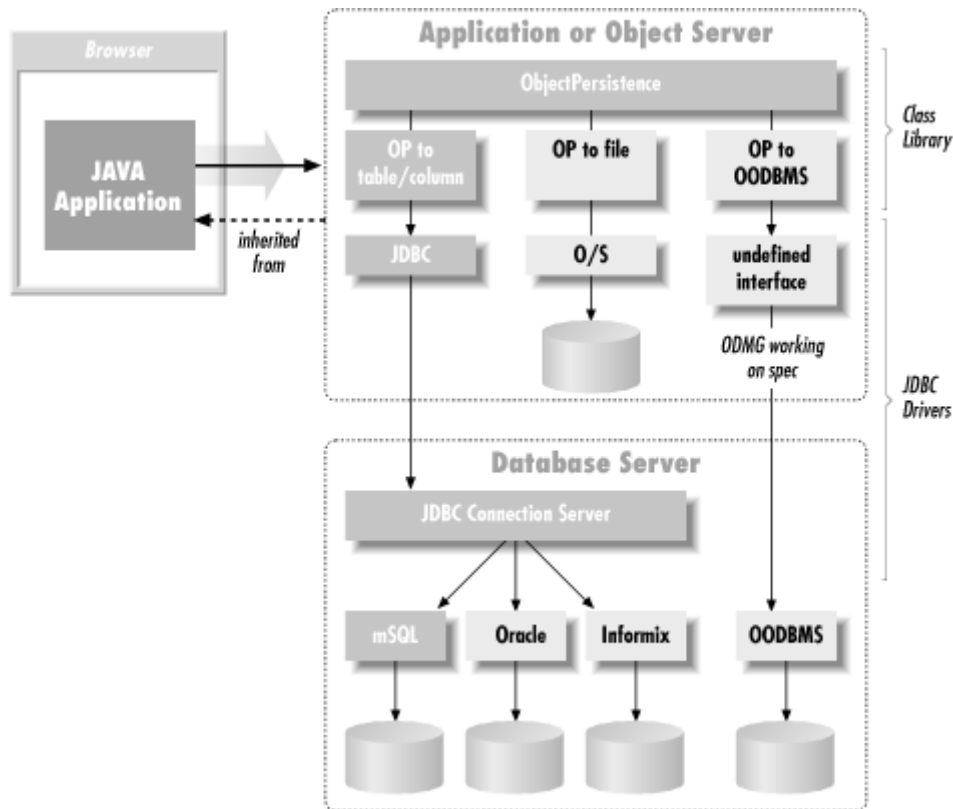 Browser
JAVA
Application
inherited
from
Application or Object Server
ObjectPersistence
OP to
table/column
OP to file
OP to
OODBMS
JDBC
O/S
undefined
interface
ODMG working
on spec
Class
Library
JDBC
Drivers
Database Server
JDBC Connection Server
mSQL
Oracle
Informix
OODBMS